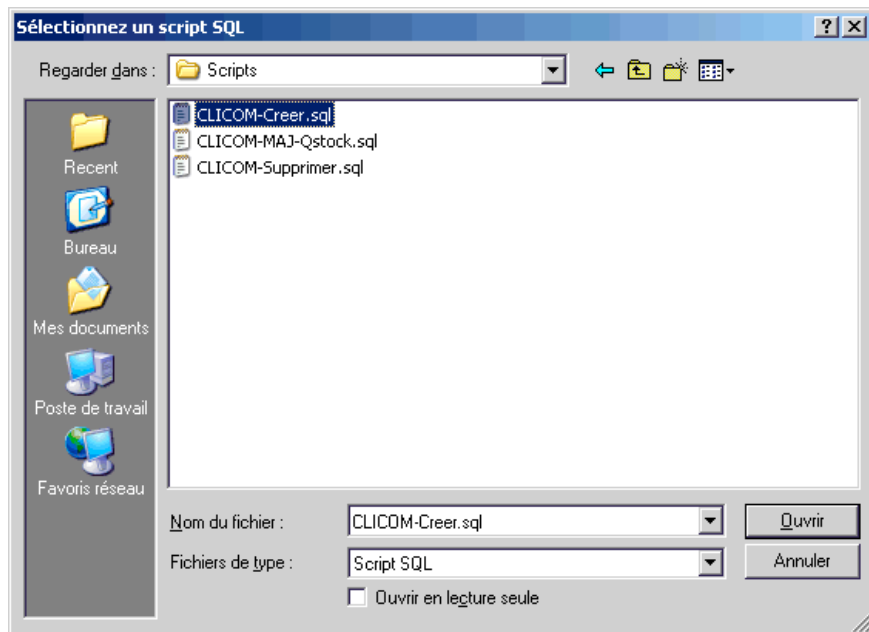 Sélectionnez un script SQL
Regarder dans : Scripts
CLICOM-Creer.sql
CLICOM-MAJ-Qstock.sql
CLICOM-Supprimer.sql
Recent
Bureau
Mes documents
Poste de travail
Favoris réseau
Nom du fichier : CLICOM-Creer.sql Ouvrir
Fichiers de type : Script SQL Annuler
Ouvrir en lecture seule